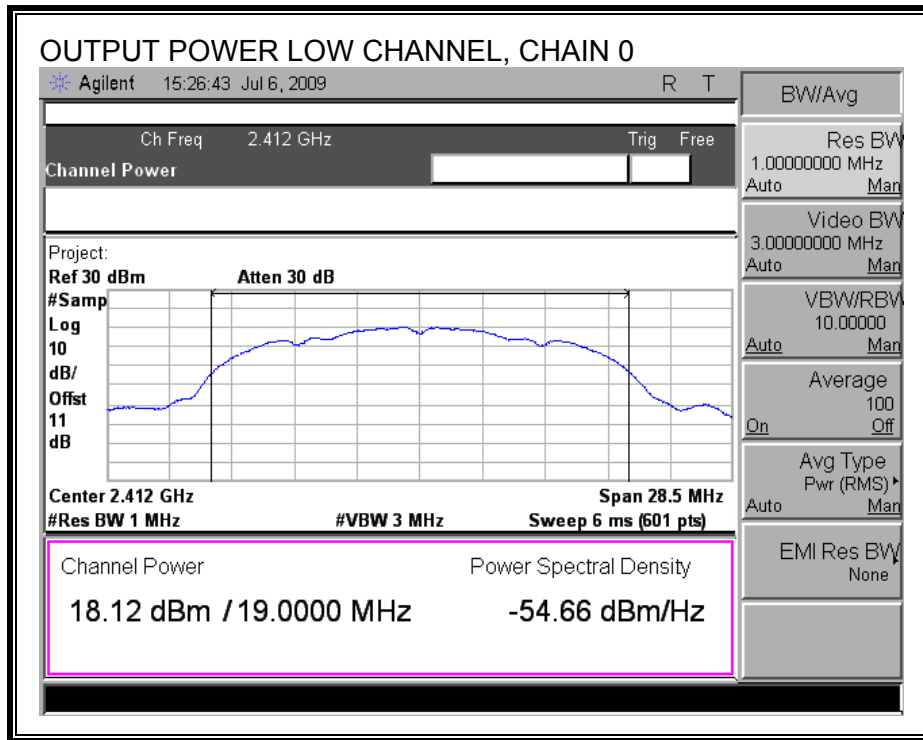 OUTPUT POWER LOW CHANNEL, CHAIN 0
Agilent 15:26:43 Jul 6, 2009 R T
Ch Freq 2.412 GHz Trig Free
Channel Power
Project:
Ref 30 dBm Atten 30 dB
#Samp
Log
10
dB/
Offst
11
dB
Center 2.412 GHz Span 28.5 MHz
#Res BW 1 MHz #VBW 3 MHz Sweep 6 ms (601 pts)
Channel Power Power Spectral Density
18.12 dBm / 19.0000 MHz -54.66 dBm/Hz
BW/Avg
Res BW
1.00000000 MHz
Auto Man
Video BW
3.00000000 MHz
Auto Man
VBW/RBW
10.00000
Auto Man
Average
100
On Off
Avg Type
Pwr (RMS)
Auto Man
EMI Res BW
None